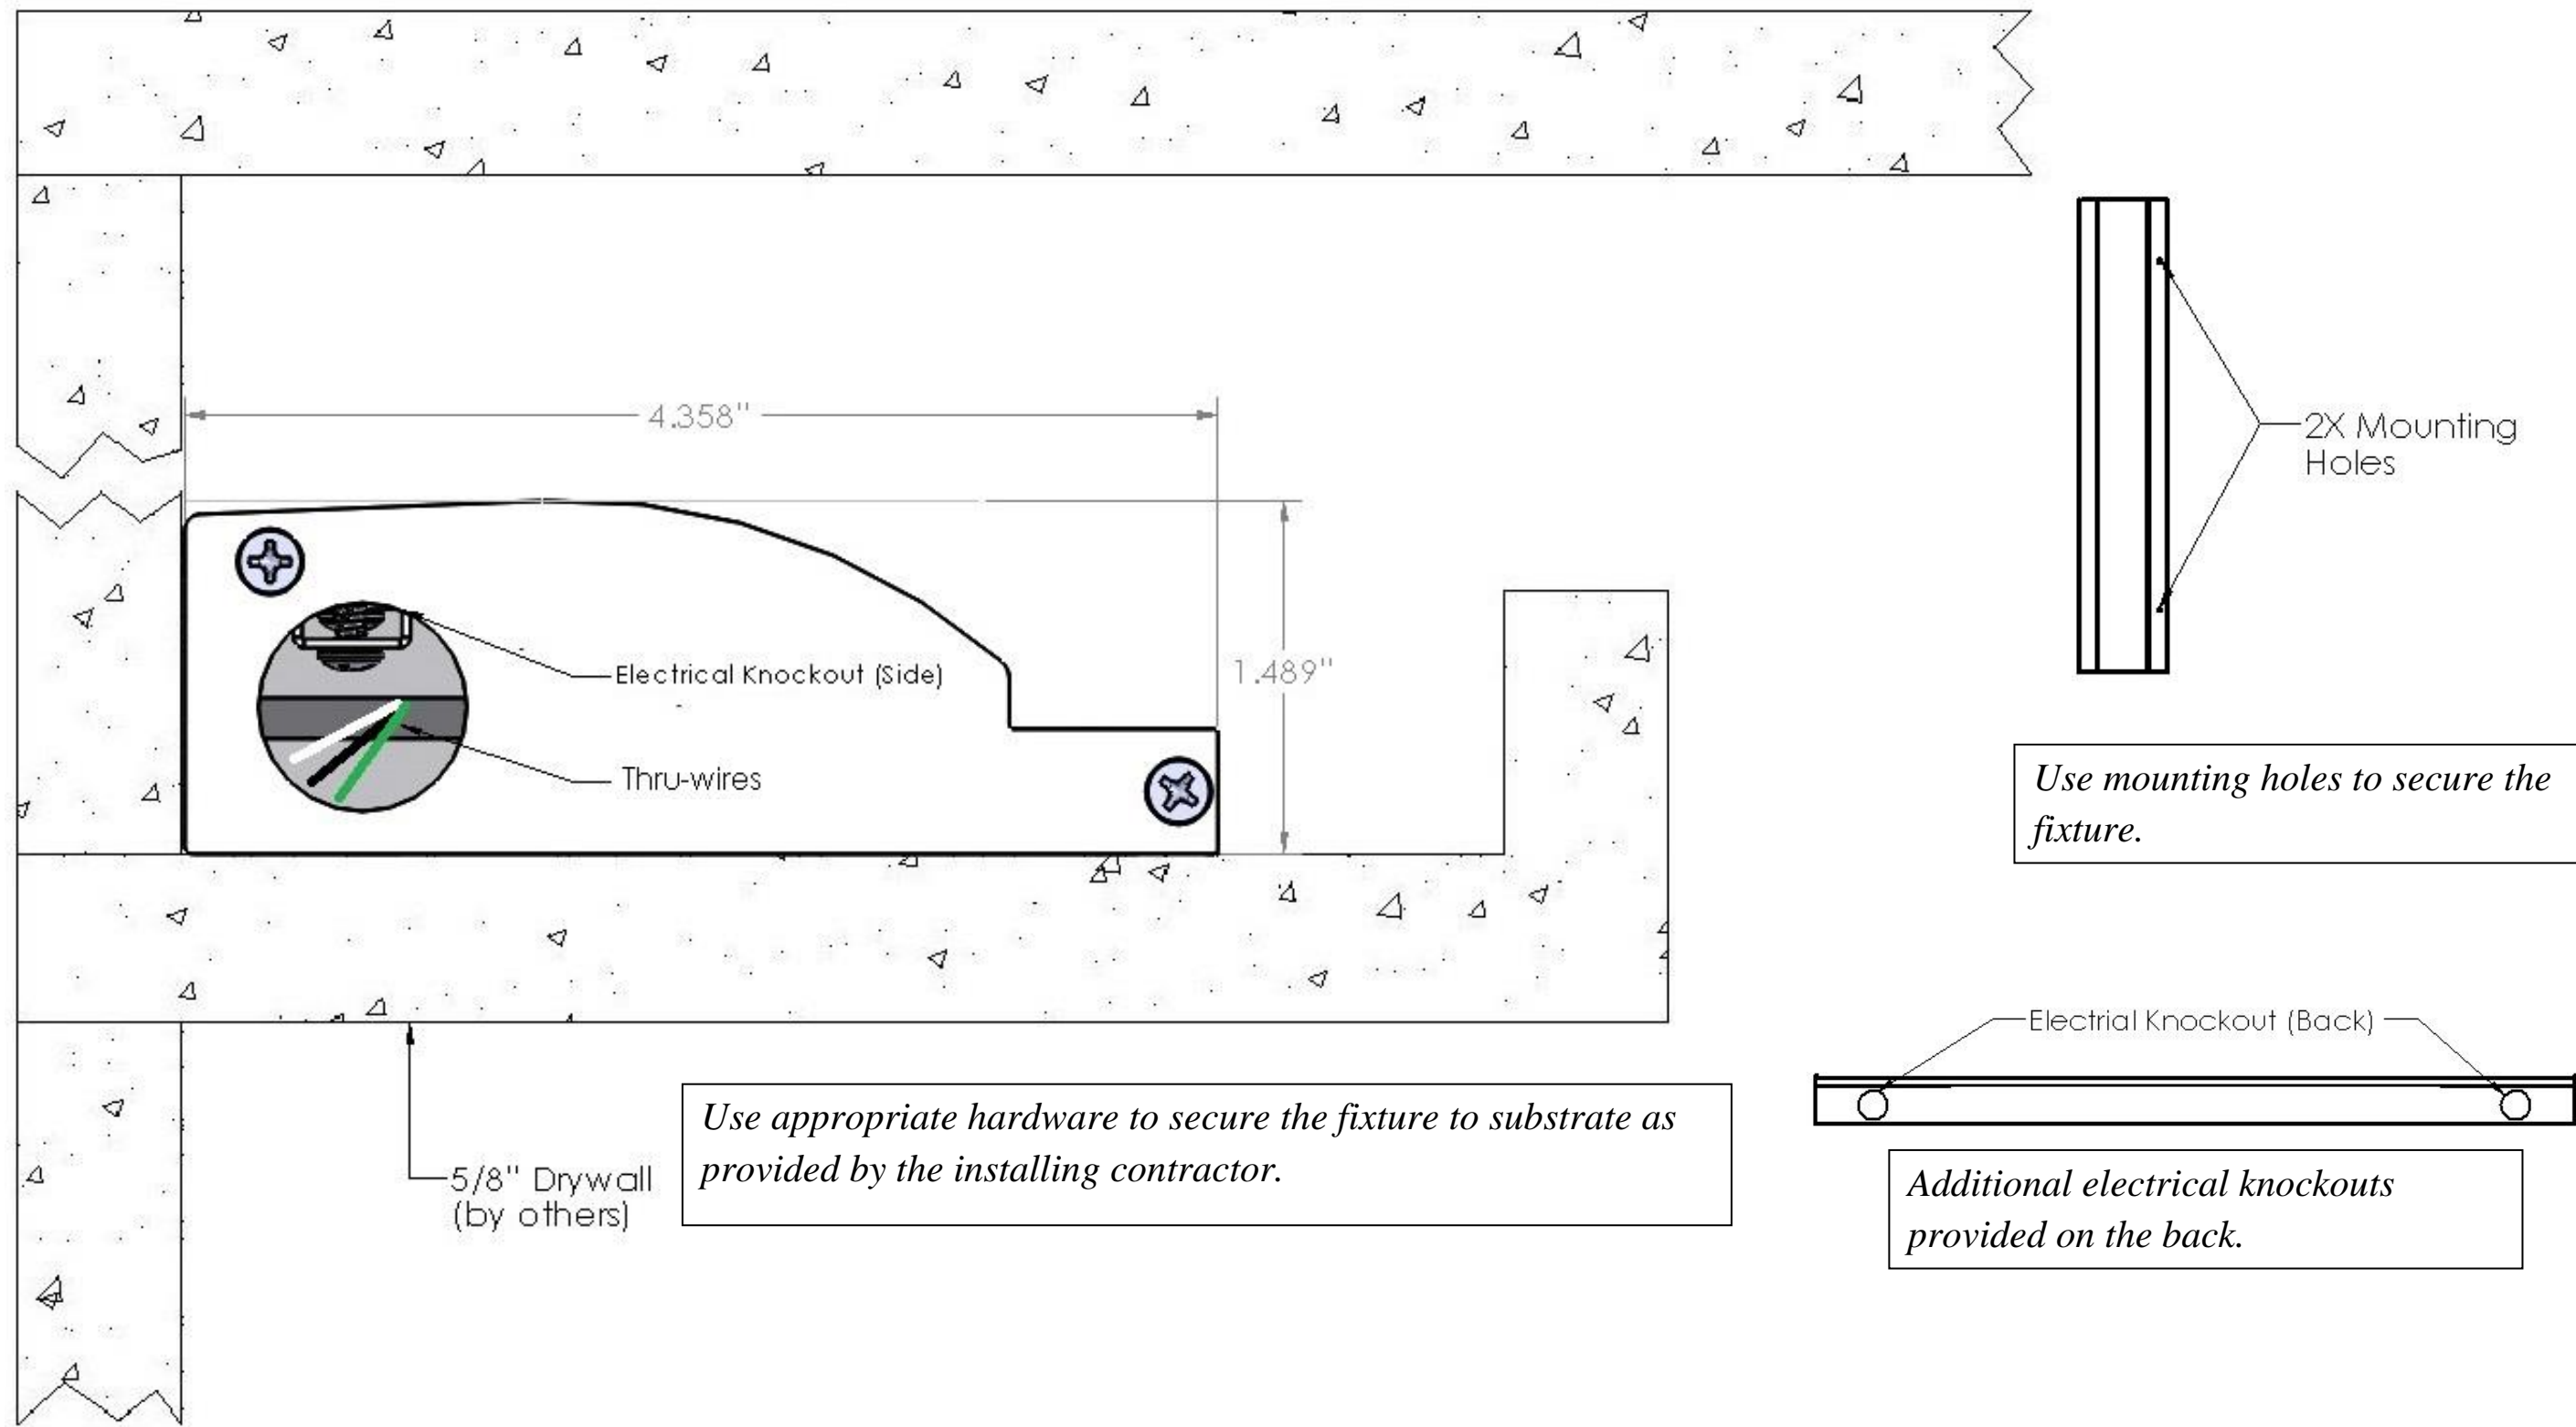 4.358"
2X Mounting
Holes
Electrical Knockout (Side)
1.489"
Thru-wires
Use mounting holes to secure the
fixture.
Electrial Knockout (Back)
Use appropriate hardware to secure the fixture to substrate as
provided by the installing contractor.
5/8" Drywall
(by others)
Additional electrical knockouts
provided on the back.